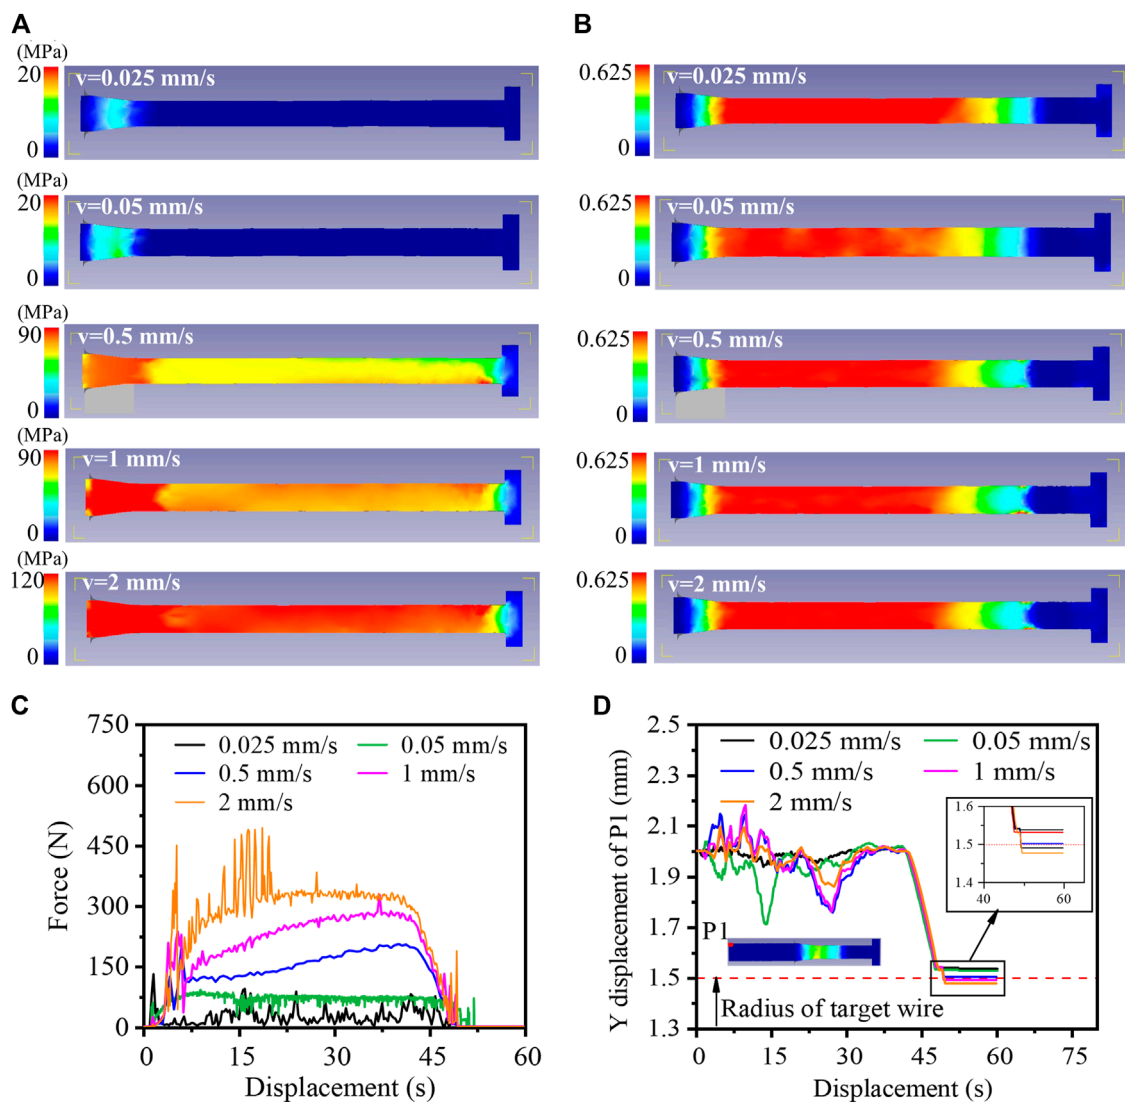 A
(MPa)
20
v=0.025 mm/s
0
(MPa)
20
v=0.05 mm/s
0
(MPa)
90
v=0.5 mm/s
0
(MPa)
90
v=1 mm/s
0
(MPa)
120
v=2 mm/s
0
B
0.625
v=0.025 mm/s
0
0.625
v=0.05 mm/s
0
0.625
v=0.5 mm/s
0
0.625
v=1 mm/s
0
0.625
v=2 mm/s
0
C
750
600
450
300
150
0
Force (N)
0.025 mm/s 0.05 mm/s
0.5 mm/s 1 mm/s
2 mm/s
0 15 30 45 60
Displacement (s)
D
2.5
2.3
2.1
1.9
1.7
1.5
1.3
Y displacement of P1 (mm)
0.025 mm/s 0.05 mm/s
0.5 mm/s 1 mm/s
2 mm/s
1.6
1.5
1.4
40 60
P1
Radius of target wire
0 15 30 45 60 75
Displacement (s)